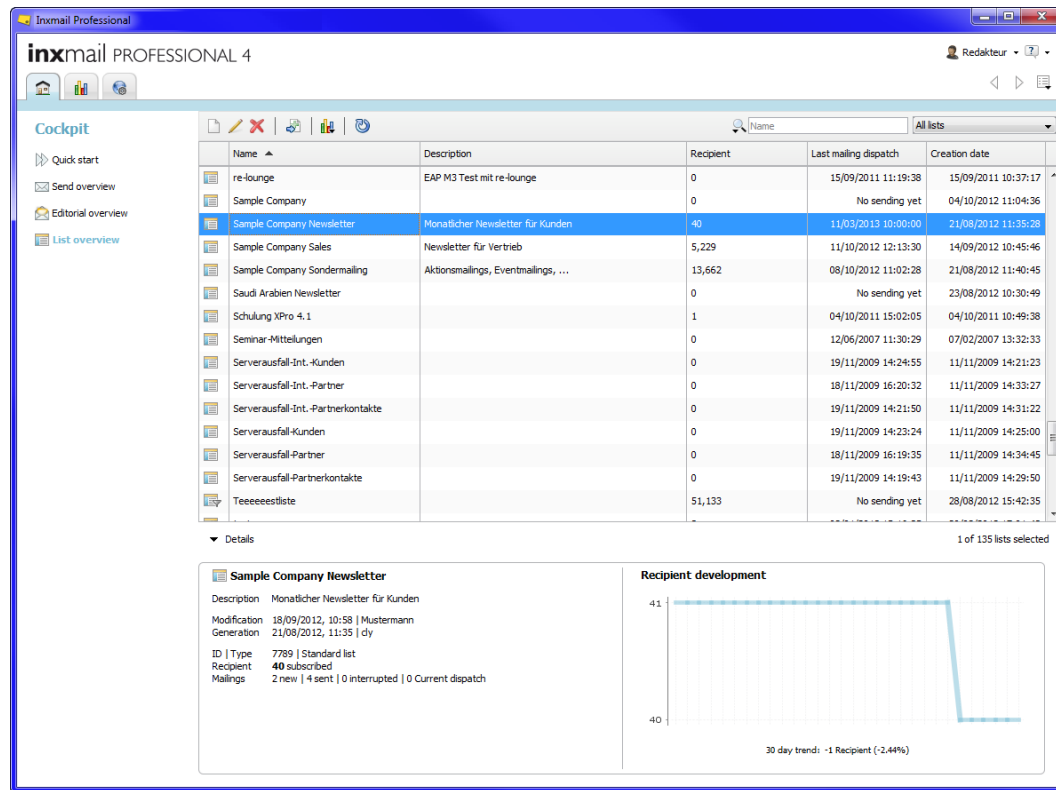 Inxmail Professional
inxmail PROFESSIONAL 4
Redakteur
Cockpit
Quick start
Send overview
Editorial overview
List overview
Name
All lists
Name Description Recipient Last mailing dispatch Creation date
re-lounge EAP M3 Test mit re-lounge 0 15/09/2011 11:19:38 15/09/2011 10:37:17
Sample Company 0 No sending yet 04/10/2012 11:04:36
Sample Company Newsletter Monatlicher Newsletter für Kunden 40 11/03/2013 10:00:00 21/08/2012 11:35:28
Sample Company Sales Newsletter für Vertrieb 5,229 11/10/2012 12:13:30 14/09/2012 10:45:46
Sample Company Sondermailing Aktionsmailings, Eventmailings, ... 13,662 08/10/2012 11:02:28 21/08/2012 11:40:45
Saudi Arabien Newsletter 0 No sending yet 23/08/2012 10:30:49
Schulung XPro 4.1 1 04/10/2011 15:02:05 04/10/2011 10:49:38
Seminar-Mitteilungen 0 12/06/2007 11:30:29 07/02/2007 13:32:33
Serverausfall-Int.-Kunden 0 19/11/2009 14:24:55 11/11/2009 14:21:23
Serverausfall-Int.-Partner 0 18/11/2009 16:20:32 11/11/2009 14:33:27
Serverausfall-Int.-Partnerkontakte 0 19/11/2009 14:21:50 11/11/2009 14:31:22
Serverausfall-Kunden 0 19/11/2009 14:23:24 11/11/2009 14:25:00
Serverausfall-Partner 0 18/11/2009 16:19:35 11/11/2009 14:34:45
Serverausfall-Partnerkontakte 0 19/11/2009 14:19:43 11/11/2009 14:29:50
Teeeeeestliste 51,133 No sending yet 28/08/2012 15:42:35
Details
1 of 135 lists selected
Sample Company Newsletter
Description Monatlicher Newsletter für Kunden
Modification 18/09/2012, 10:58 | Mustermann
Generation 21/08/2012, 11:35 | cly
ID | Type 7789 | Standard list
Recipient 40 subscribed
Mailings 2 new | 4 sent | 0 interrupted | 0 Current dispatch
Recipient development
41
40
30 day trend: -1 Recipient (-2.44%)